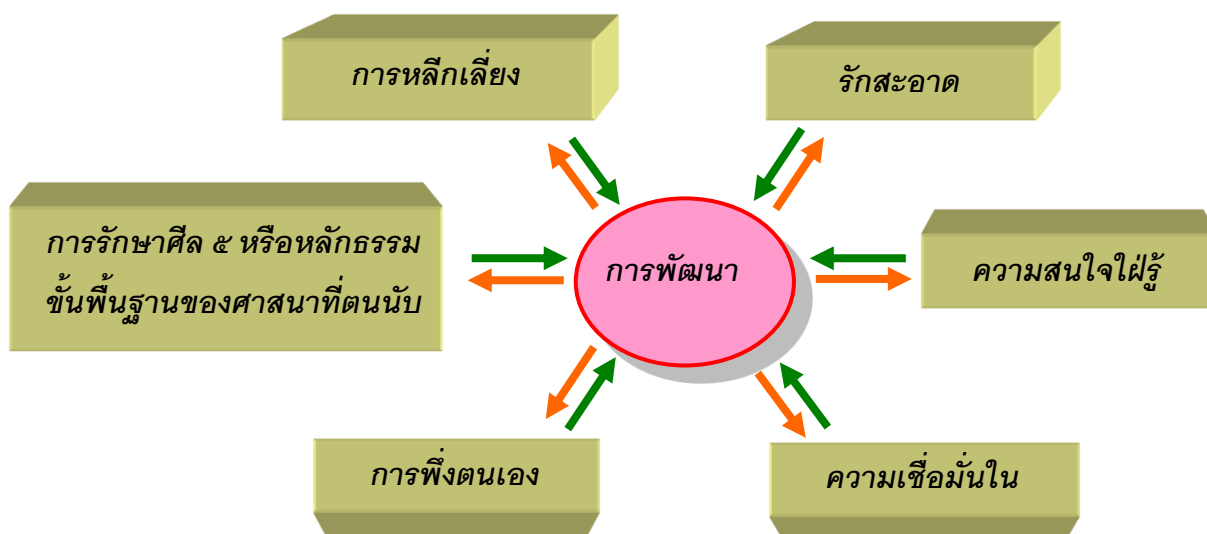 การหลีกเลี่ยง
รักสะอาด
การรักษาศีล ๕ หรือหลักธรรม
ขั้นพื้นฐานของศาสนาที่ตนนับ
การพัฒนา
ความสนใจใฝ่รู้
การพึ่งตนเอง
ความเชื่อมั่นใน